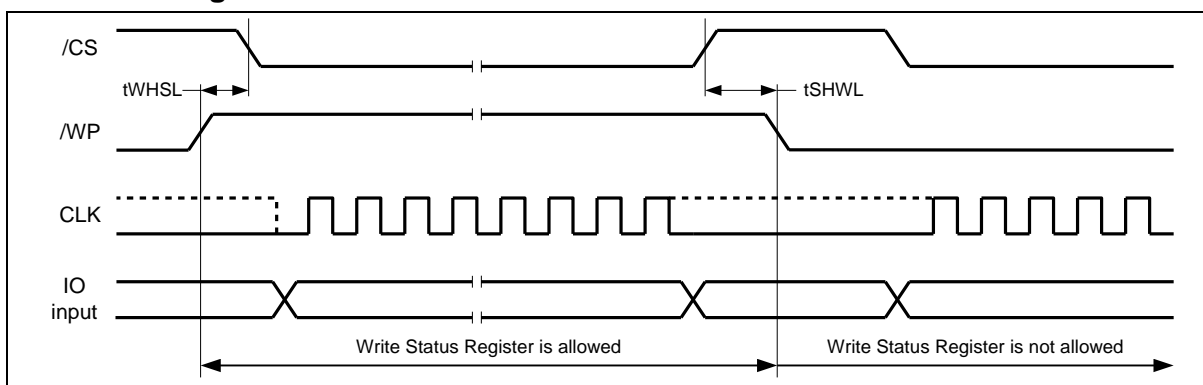 /CS
tWHSL
tSHWL
/WP
CLK
IO
input
Write Status Register is allowed
Write Status Register is not allowed